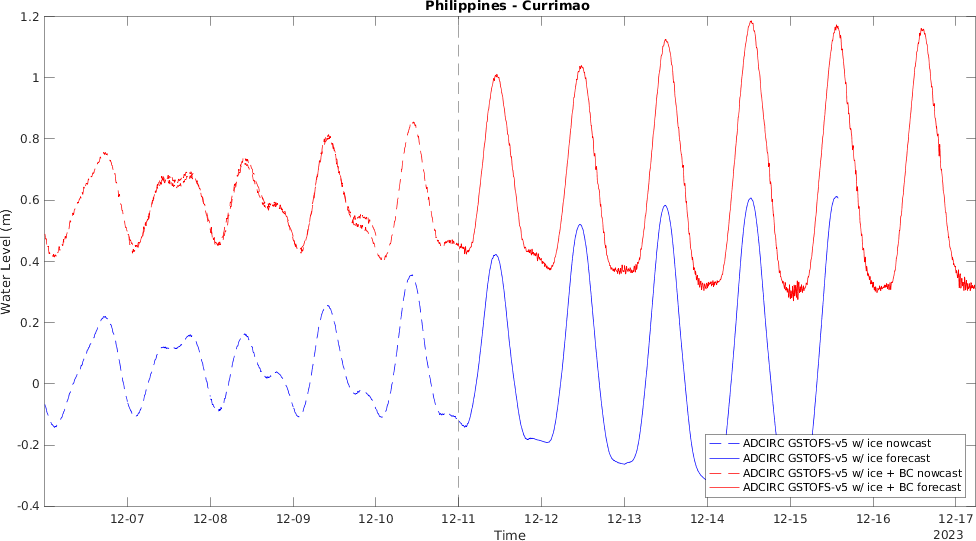 Philippines - Currimao
1.2
1
0.8
0.6
0.4
0.2
0
-0.2
-0.4
Water Level (m)
ADCIRC GSTOFS-v5 w/ ice nowcast
ADCIRC GSTOFS-v5 w/ ice forecast
ADCIRC GSTOFS-v5 w/ ice + BC nowcast
ADCIRC GSTOFS-v5 w/ ice + BC forecast
12-07 12-08 12-09 12-10 12-11 12-12 12-13 12-14 12-15 12-16 12-17
Time
2023